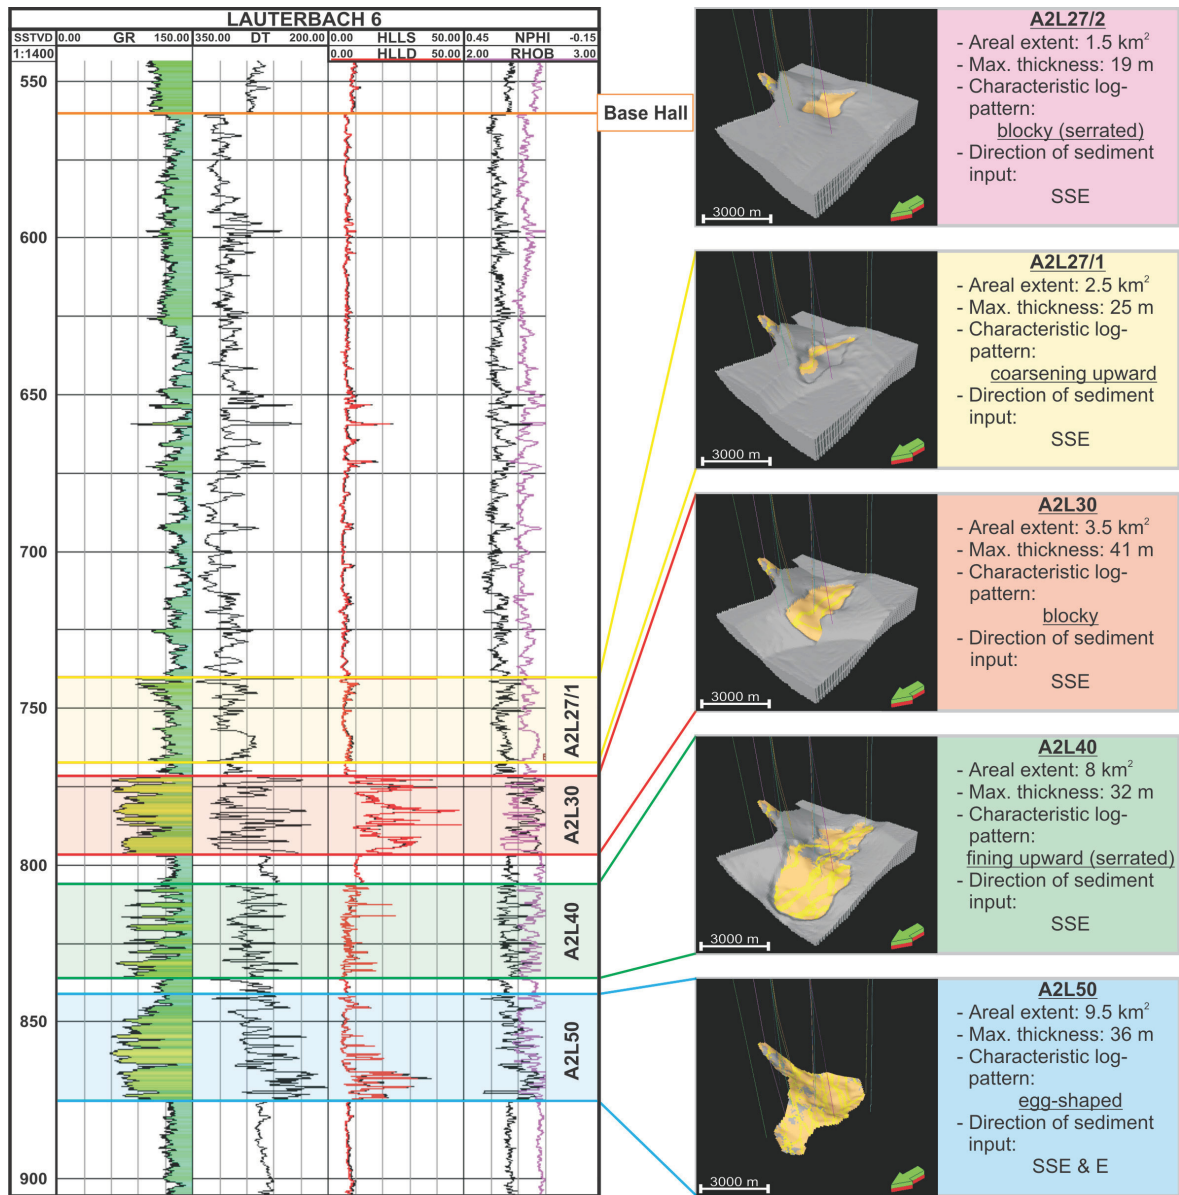 LAUTERBACH 6
SSTVD 0.00 GR 150.00 350.00 DT 200.00 0.00 HLLS 50.00 0.45 NPHI -0.15
1:1400 0.00 HLLD 50.00 2.00 RHOB 3.00
550
600
650
700
750
800
850
900
Base Hall
A2L27/1
A2L30
A2L40
A2L50
3000 m
A2L27/2
- Areal extent: 1.5 km²
- Max. thickness: 19 m
- Characteristic log-
pattern:
blocky (serrated)
- Direction of sediment
input:
SSE
3000 m
A2L27/1
- Areal extent: 2.5 km²
- Max. thickness: 25 m
- Characteristic log-
pattern:
coarsening upward
- Direction of sediment
input:
SSE
3000 m
A2L30
- Areal extent: 3.5 km²
- Max. thickness: 41 m
- Characteristic log-
pattern:
blocky
- Direction of sediment
input:
SSE
3000 m
A2L40
- Areal extent: 8 km²
- Max. thickness: 32 m
- Characteristic log-
pattern:
fining upward (serrated)
- Direction of sediment
input:
SSE
3000 m
A2L50
- Areal extent: 9.5 km²
- Max. thickness: 36 m
- Characteristic log-
pattern:
egg-shaped
- Direction of sediment
input:
SSE & E